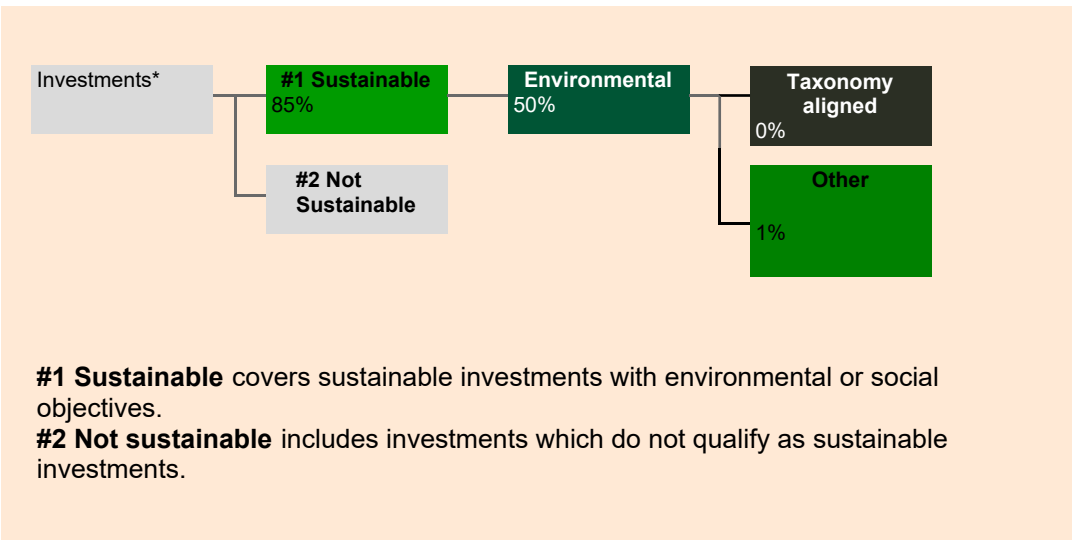 Investments*
#1 Sustainable
85%
Environmental
50%
Taxonomy
aligned
0%
#2 Not
Sustainable
Other
1%
#1 Sustainable covers sustainable investments with environmental or social
objectives.
#2 Not sustainable includes investments which do not qualify as sustainable
investments.